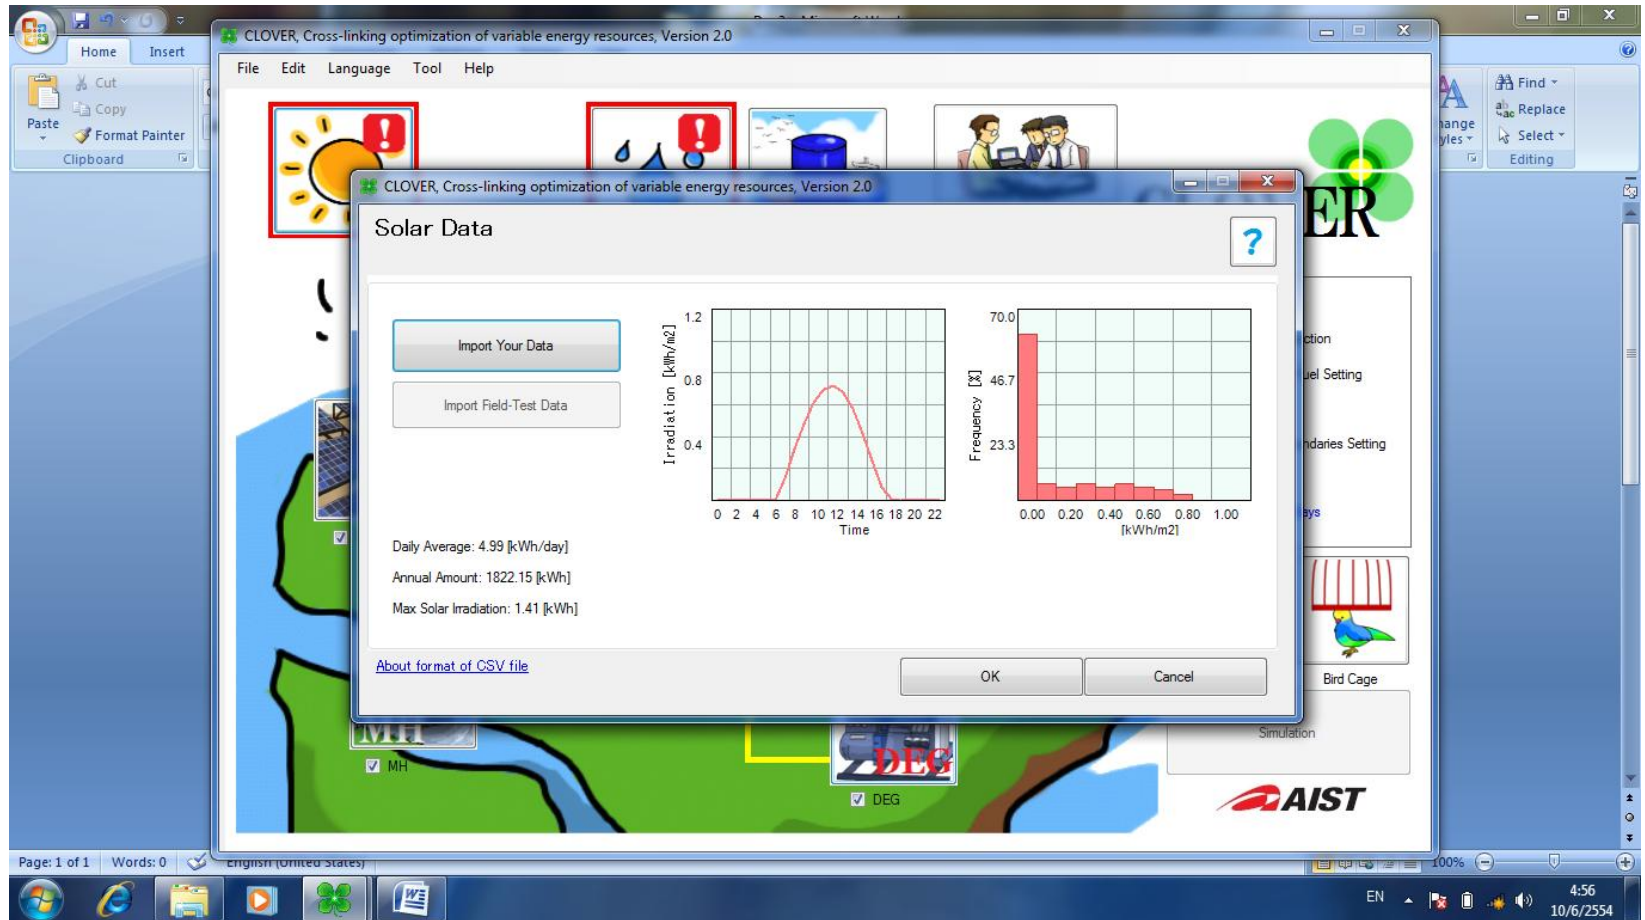 CLOVER, Cross-linking optimization of variable energy resources, Version 2.0
Home Insert
File Edit Language Tool Help
Cut
Copy
Paste
Format Painter
Clipboard
Find
Replace
Select
Editing
CLOVER, Cross-linking optimization of variable energy resources, Version 2.0
ER
Solar Data
?
Import Your Data
Import Field-Test Data
Irradiation [kWh/m2]
1.2
0.8
0.4
0 2 4 6 8 10 12 14 16 18 20 22
Time
Frequency [%]
70.0
46.7
23.3
0.00 0.20 0.40 0.60 0.80 1.00
[kWh/m2]
Daily Average: 4.99 [kWh/day]
Annual Amount: 1822.15 [kWh]
Max Solar Irradiation: 1.41 [kWh]
About format of CSV file
OK Cancel
ction
uel Setting
ndaries Setting
ays
Bird Cage
Simulation
MH
MH
DEG
DEG
AIST
Page: 1 of 1 Words: 0 English (United States) 100%
EN 4:56
10/6/2554